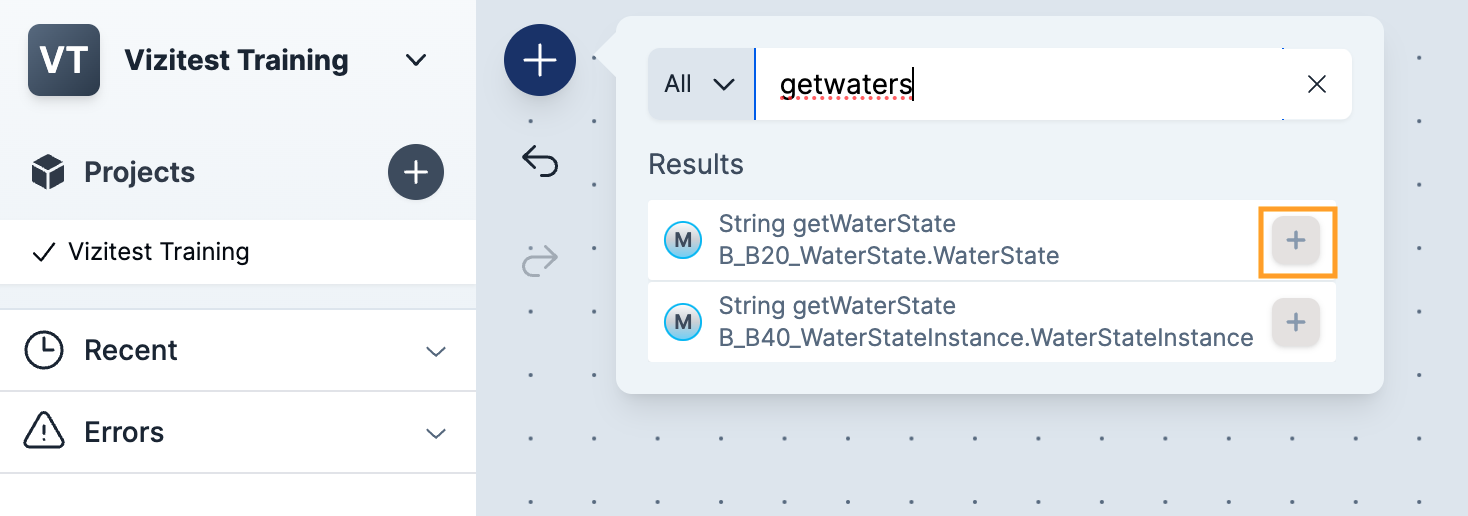 VT Vizitest Training
Projects
Vizitest Training
Recent
Errors
All getwaters
Results
M String getWaterState
B_B20_WaterState.WaterState
M String getWaterState
B_B40_WaterStateInstance.WaterStateInstance